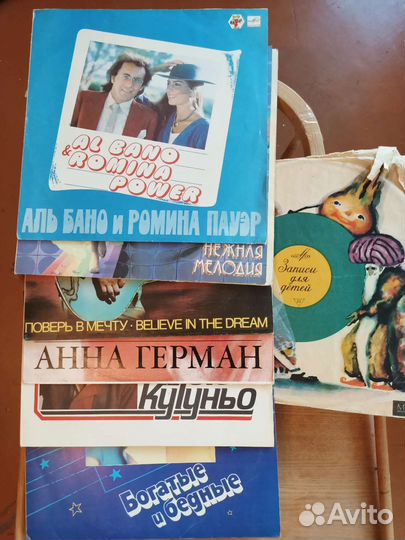 AL BANO
& ROMINA
POWER
АЛЬ БАНО и РОМИНА ПАУЭР
НЕЖНАЯ
МЕЛОДИЯ
ПОВЕРЬ В МЕЧТУ · BELIEVE IN THE DREAM
АННА ГЕРМАН
Кутуньо
Богатые
и бедные
Записи
для
детей
Avito